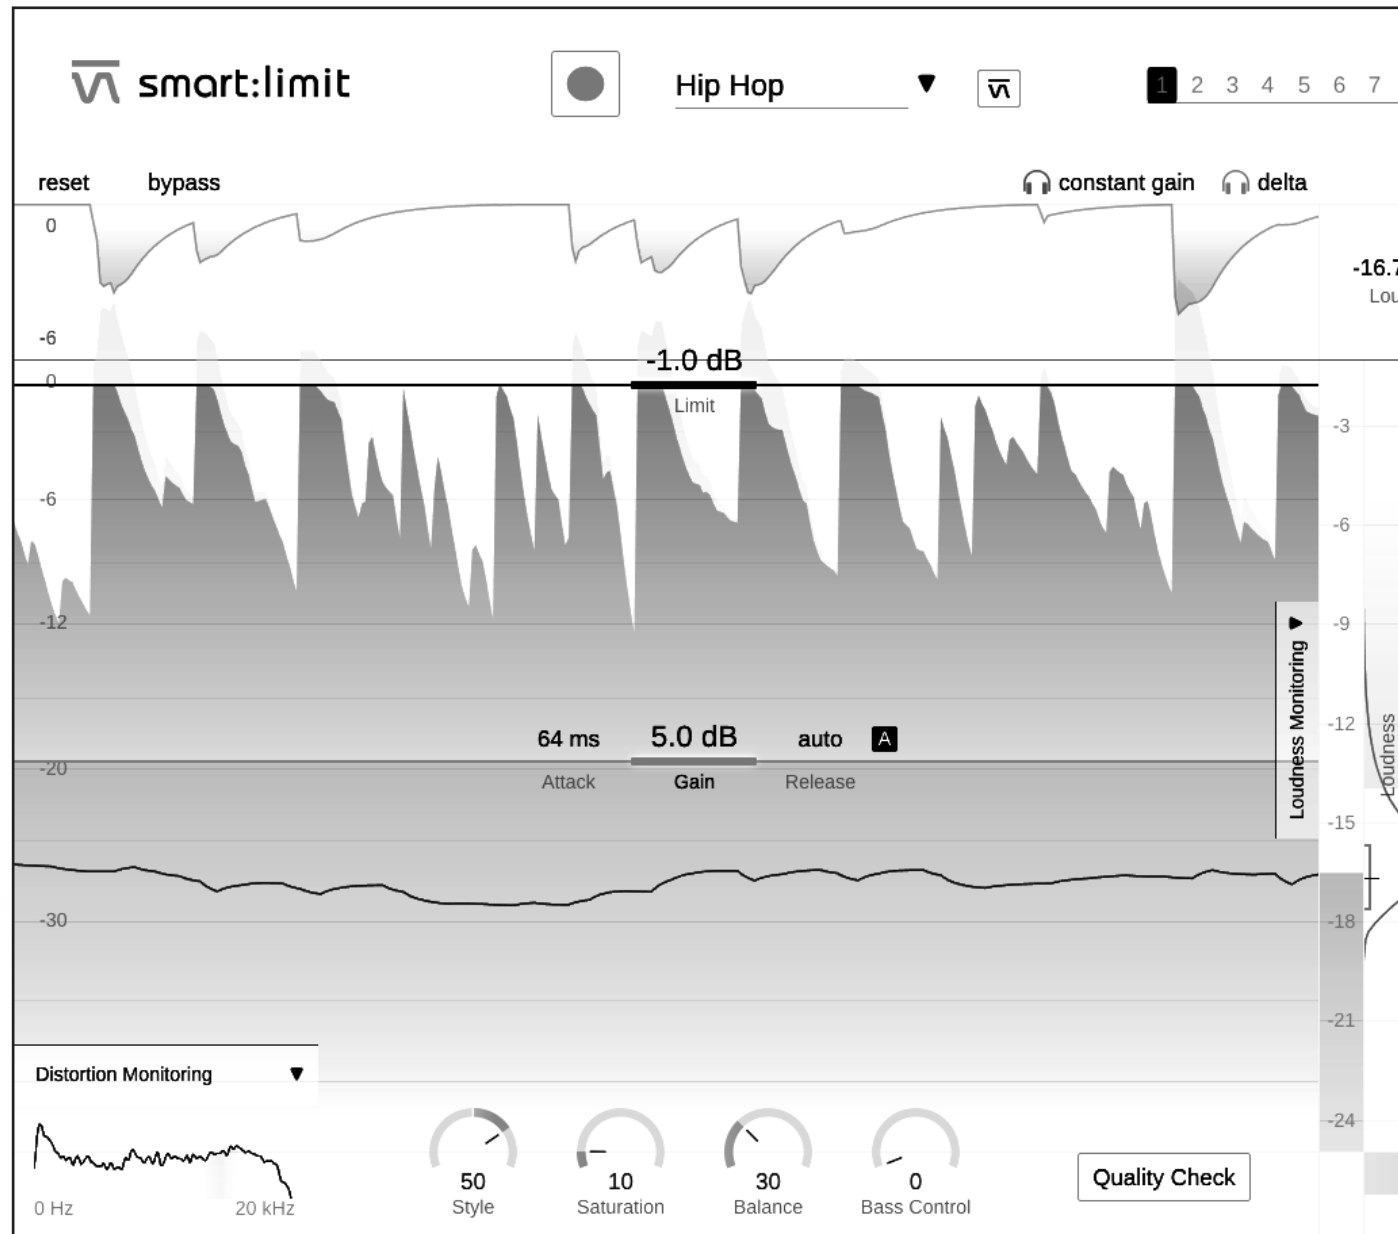 smart:limit
Hip Hop
1 2 3 4 5 6 7
reset bypass
constant gain delta
0
-6
0
-6
-12
-20
-30
-16.7
-1.0 dB
Limit
64 ms 5.0 dB auto A
Attack Gain Release
Loudness Monitoring
Loudness
-3
-6
-9
-12
-15
-18
-21
-24
Distortion Monitoring
0 Hz 20 kHz
50 10 30 0
Style Saturation Balance Bass Control
Quality Check